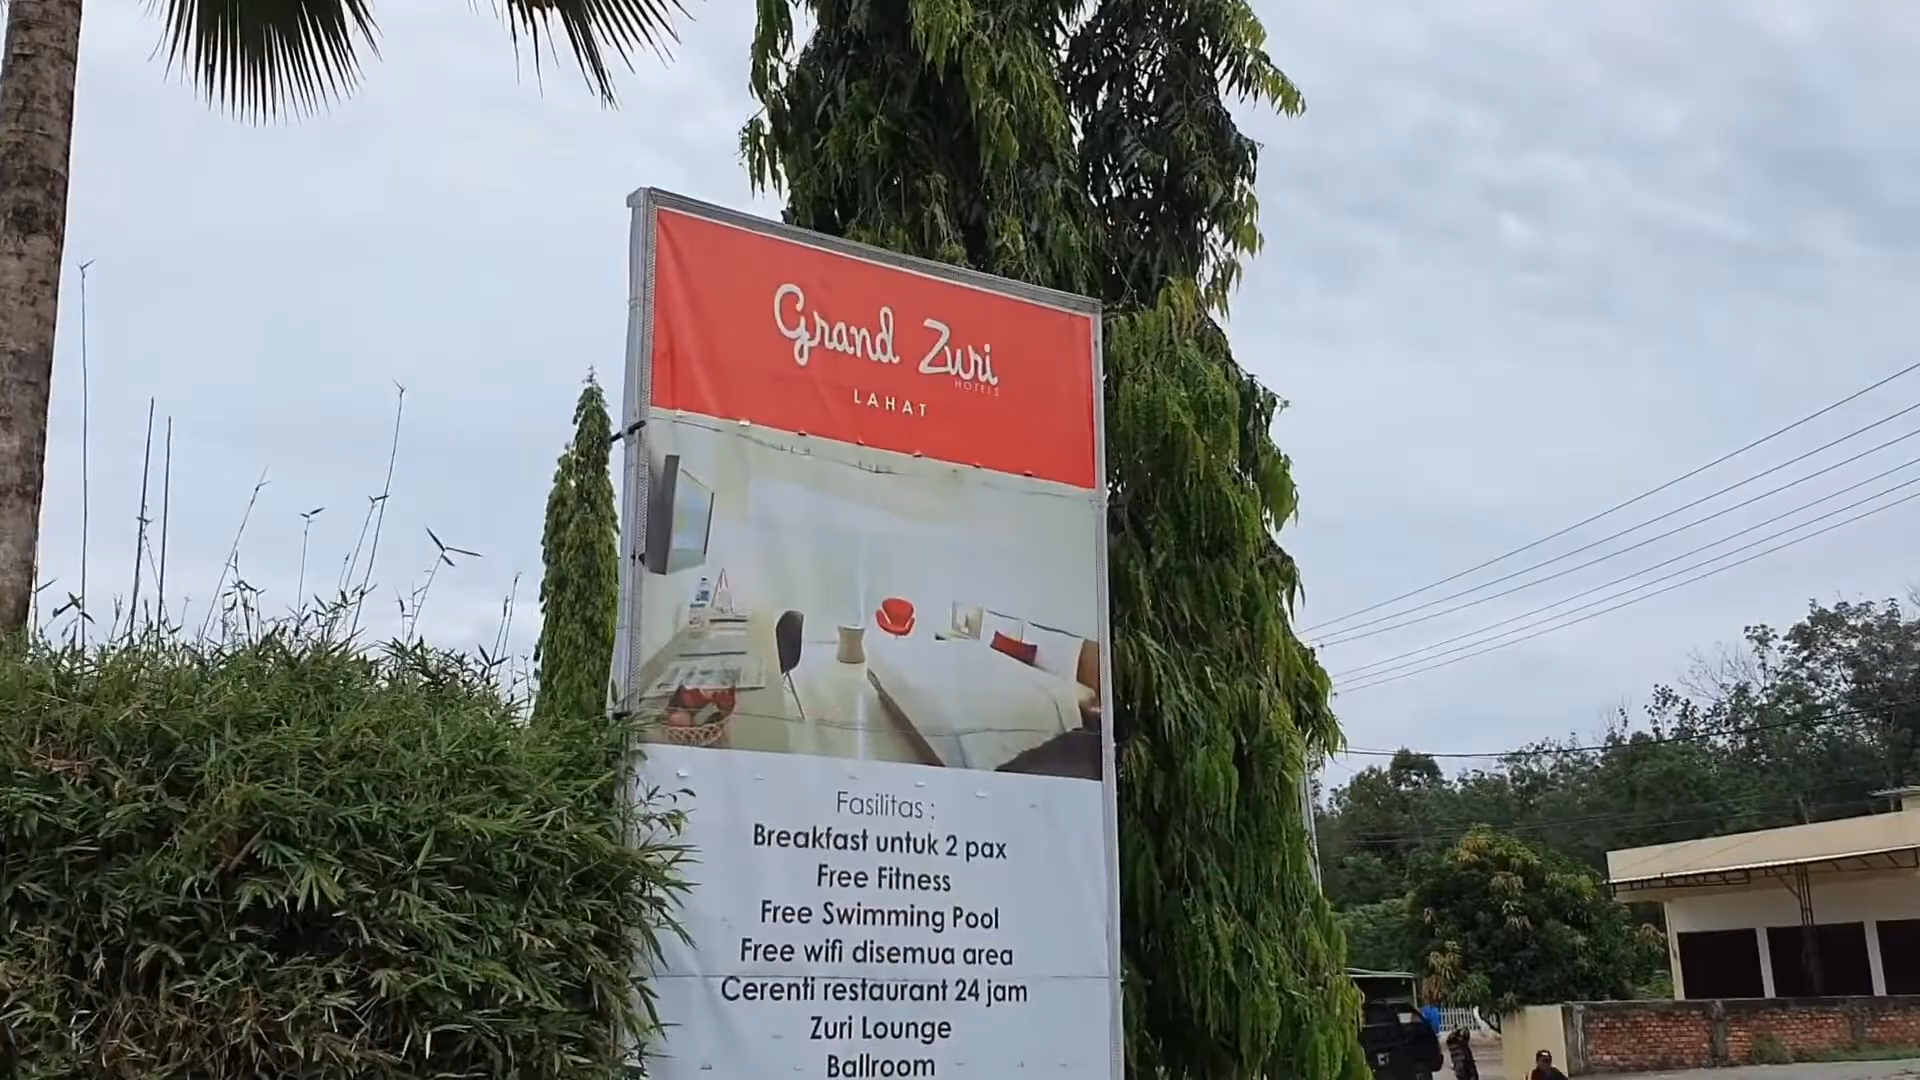 Grand Zuri
HOTELS
LAHAT
Fasilitas :
Breakfast untuk 2 pax
Free Fitness
Free Swimming Pool
Free wifi disemua area
Cerenti restaurant 24 jam
Zuri Lounge
Ballroom